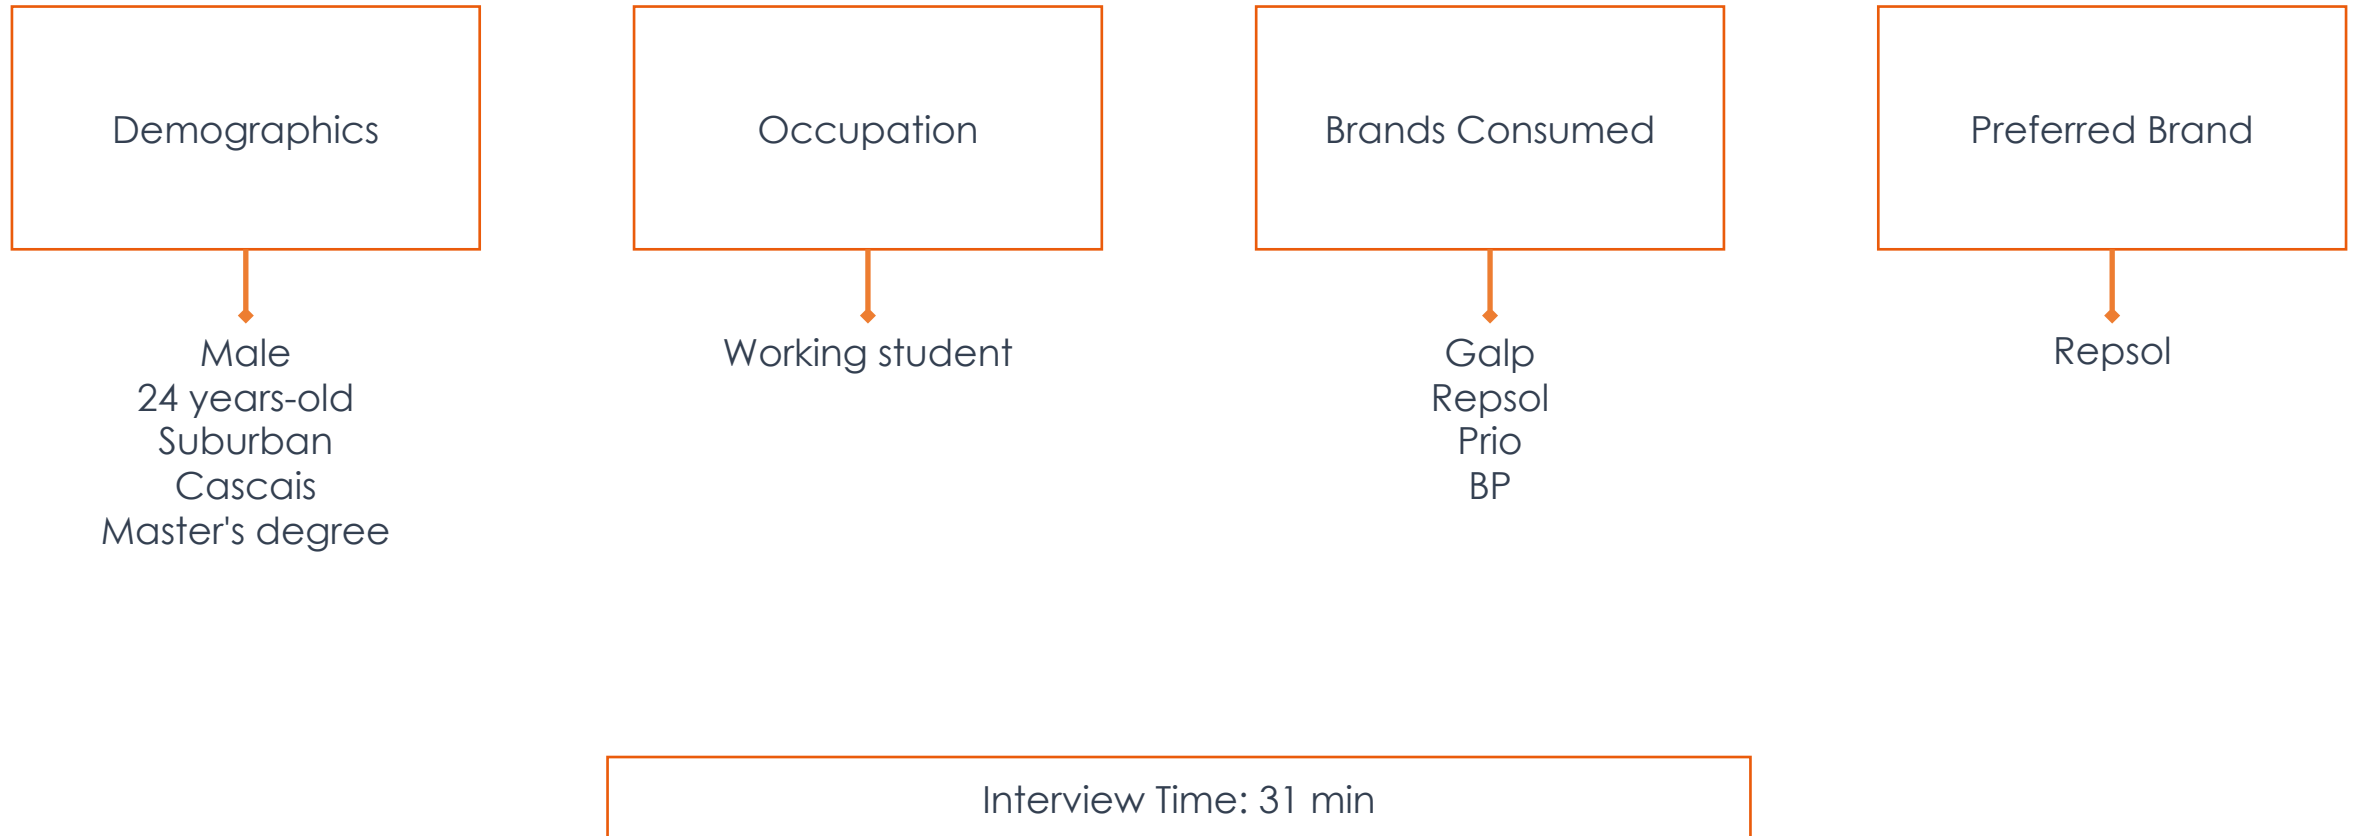 Demographics
Male
24 years-old
Suburban
Cascais
Master's degree
Occupation
Working student
Brands Consumed
Galp
Repsol
Prio
BP
Preferred Brand
Repsol
Interview Time: 31 min